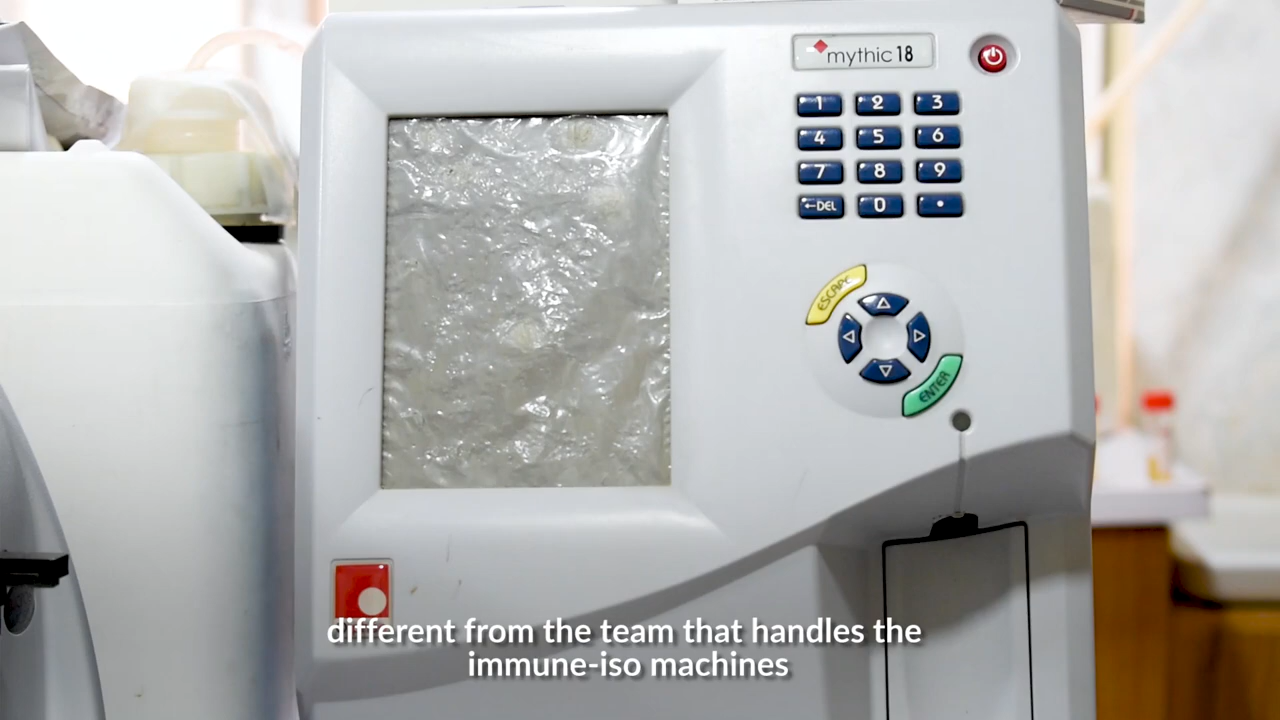 mythic 18
1 2 3
4 5 6
7 8 9
←DEL 0 •
ESCAPE
ENTER
different from the team that handles the
immune-iso machines